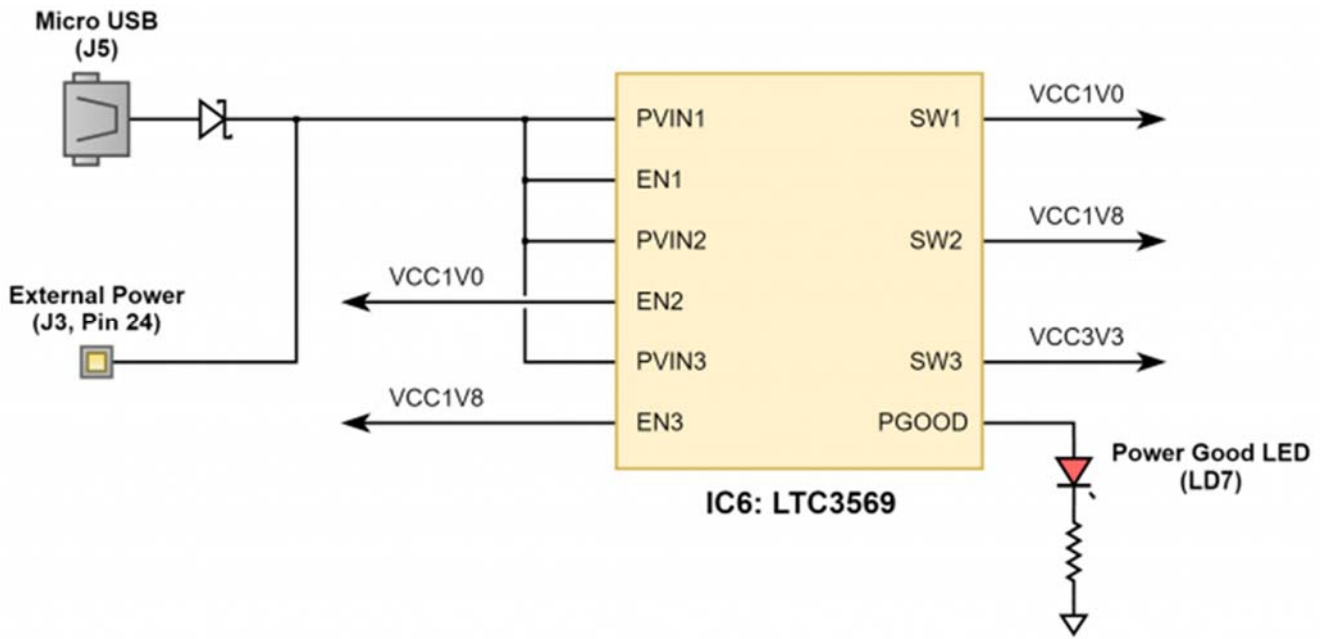 Micro USB
(J5)
External Power
(J3, Pin 24)
VCC1V0
VCC1V8
PVIN1
EN1
PVIN2
EN2
PVIN3
EN3
SW1
SW2
SW3
PGOOD
IC6: LTC3569
VCC1V0
VCC1V8
VCC3V3
Power Good LED
(LD7)